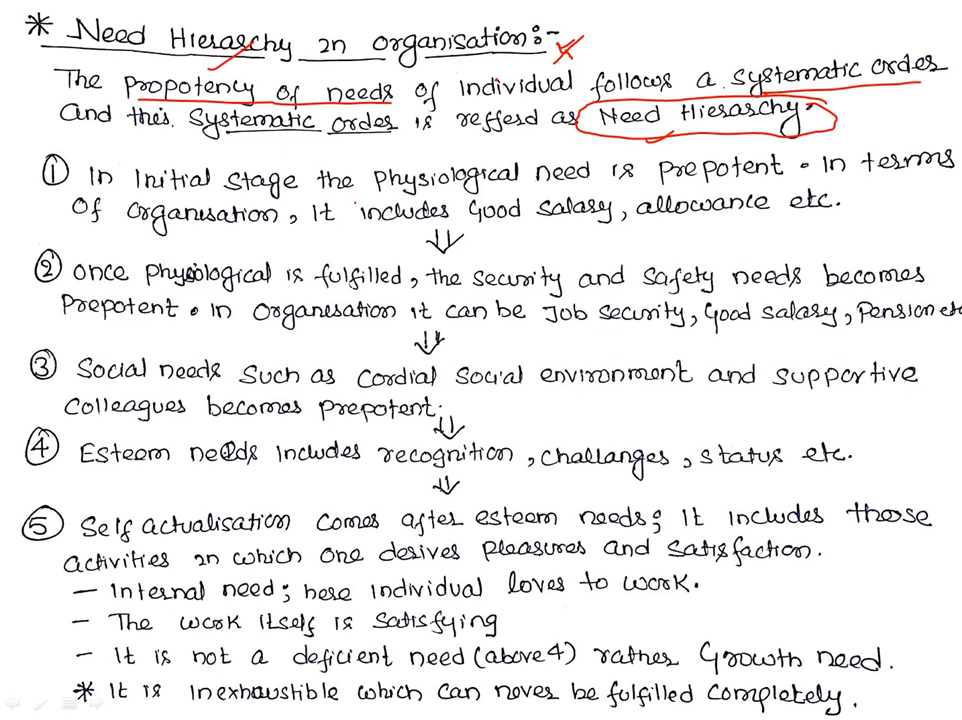 * Need Hierarchy in organisation:-
The propotency of needs of individual follows a systematic order
and this systematic order is refferd as Need Hierarchy.
① In initial stage the physiological need is prepotent. In terms
of organisation, it includes Good salary, allowance etc.
② once physiological is fulfilled, the security and safety needs becomes
prepotent. In organesation it can be Job security, Good salary, pension etc
③ Social needs such as cordial social environment and supportive
colleagues becomes prepotent.
④ Esteem needs includes recognition, challanges, status etc.
⑤ Self actualisation comes after esteem needs; It includes those
activities in which one desives pleasures and satisfaction.
— Internal need; here individual loves to work.
— The work itself is satisfying
— It is not a deficient need (above 4) rather Growth need.
* It is inexhaustible which can never be fulfilled completely.